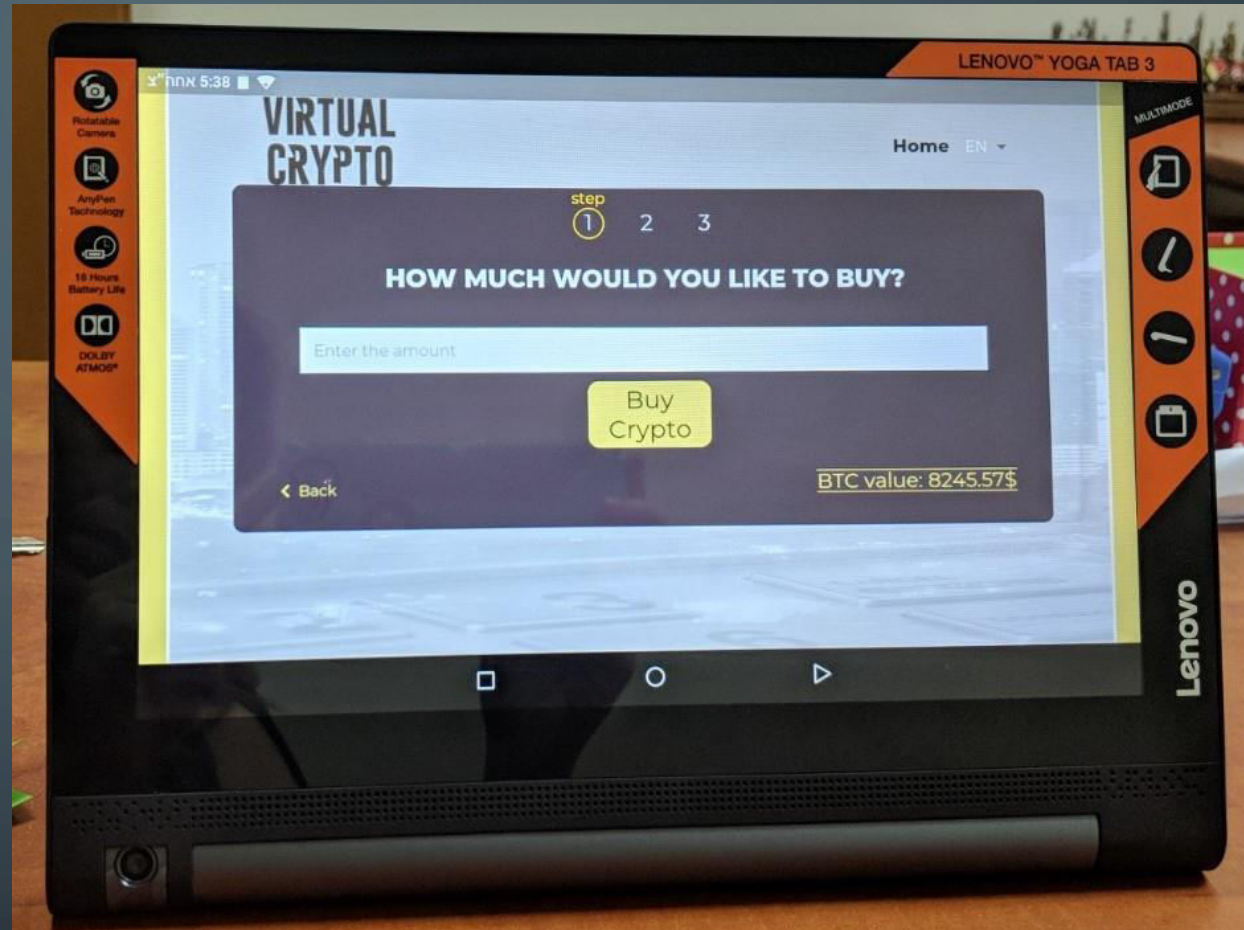 LENOVO™ YOGA TAB 3
MULTIMODE
Rotatable
Camera
AnyPen
Technology
18 Hours
Battery Life
DOLBY
ATMOS®
5:38 אחה"צ
VIRTUAL
CRYPTO
Home EN
step
1 2 3
HOW MUCH WOULD YOU LIKE TO BUY?
Enter the amount
Buy
Crypto
Back
BTC value: 8245.57$
Lenovo